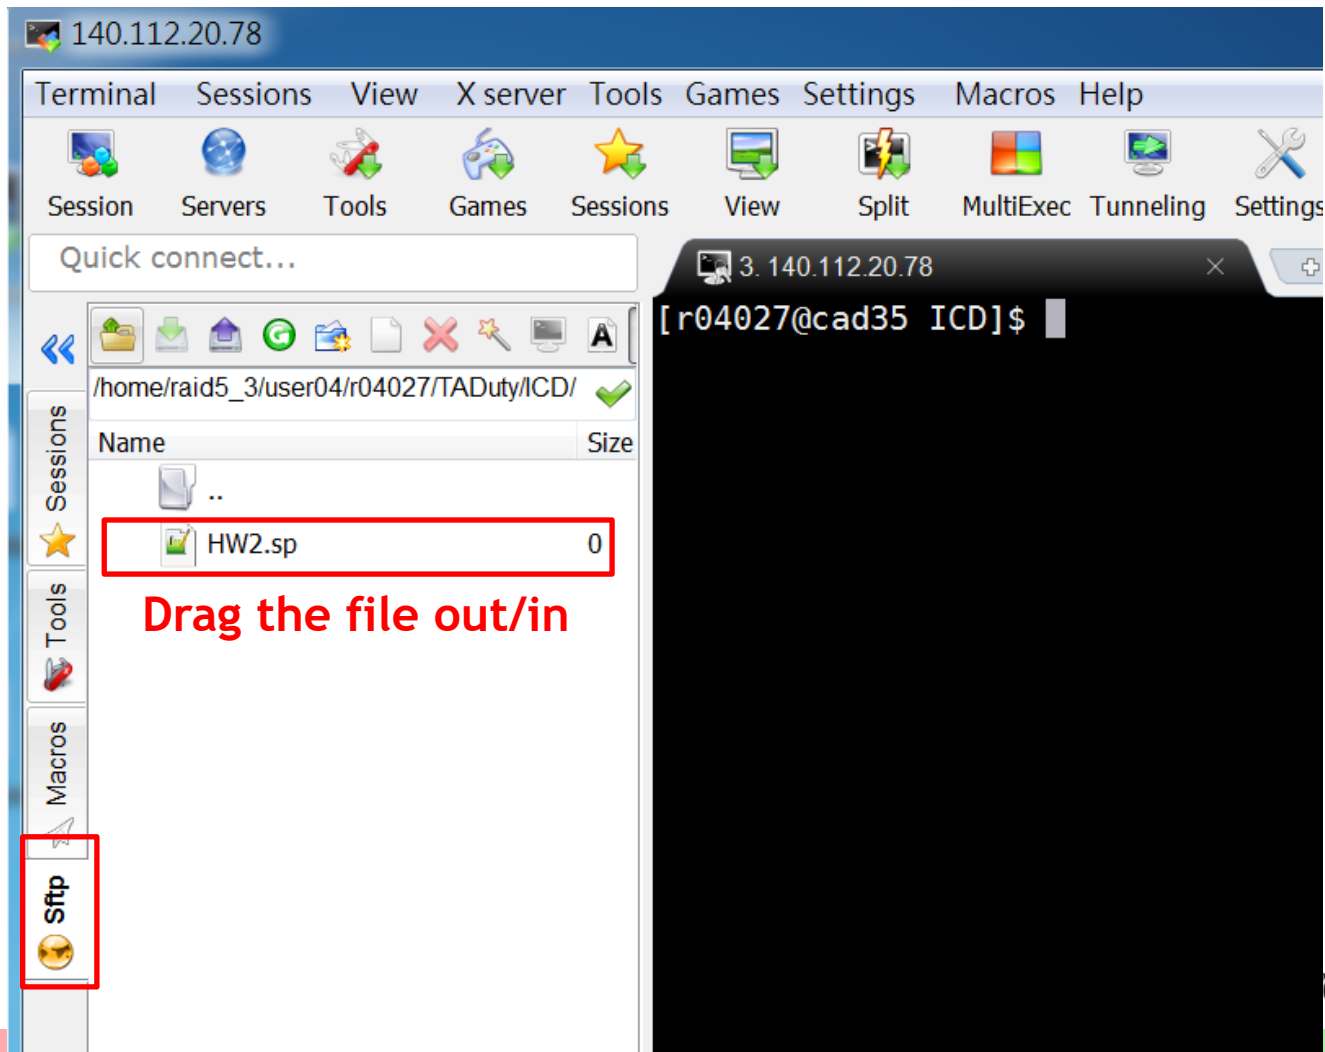 140.112.20.78
Terminal Sessions View X server Tools Games Settings Macros Help
Session Servers Tools Games Sessions View Split MultiExec Tunneling Settings
Quick connect...
3. 140.112.20.78
[r04027@cad35 ICD]$
A
/home/raid5_3/user04/r04027/TADuty/ICD/
Name Size
..
HW2.sp 0
Drag the file out/in
Sessions
Tools
Macros
Sftp